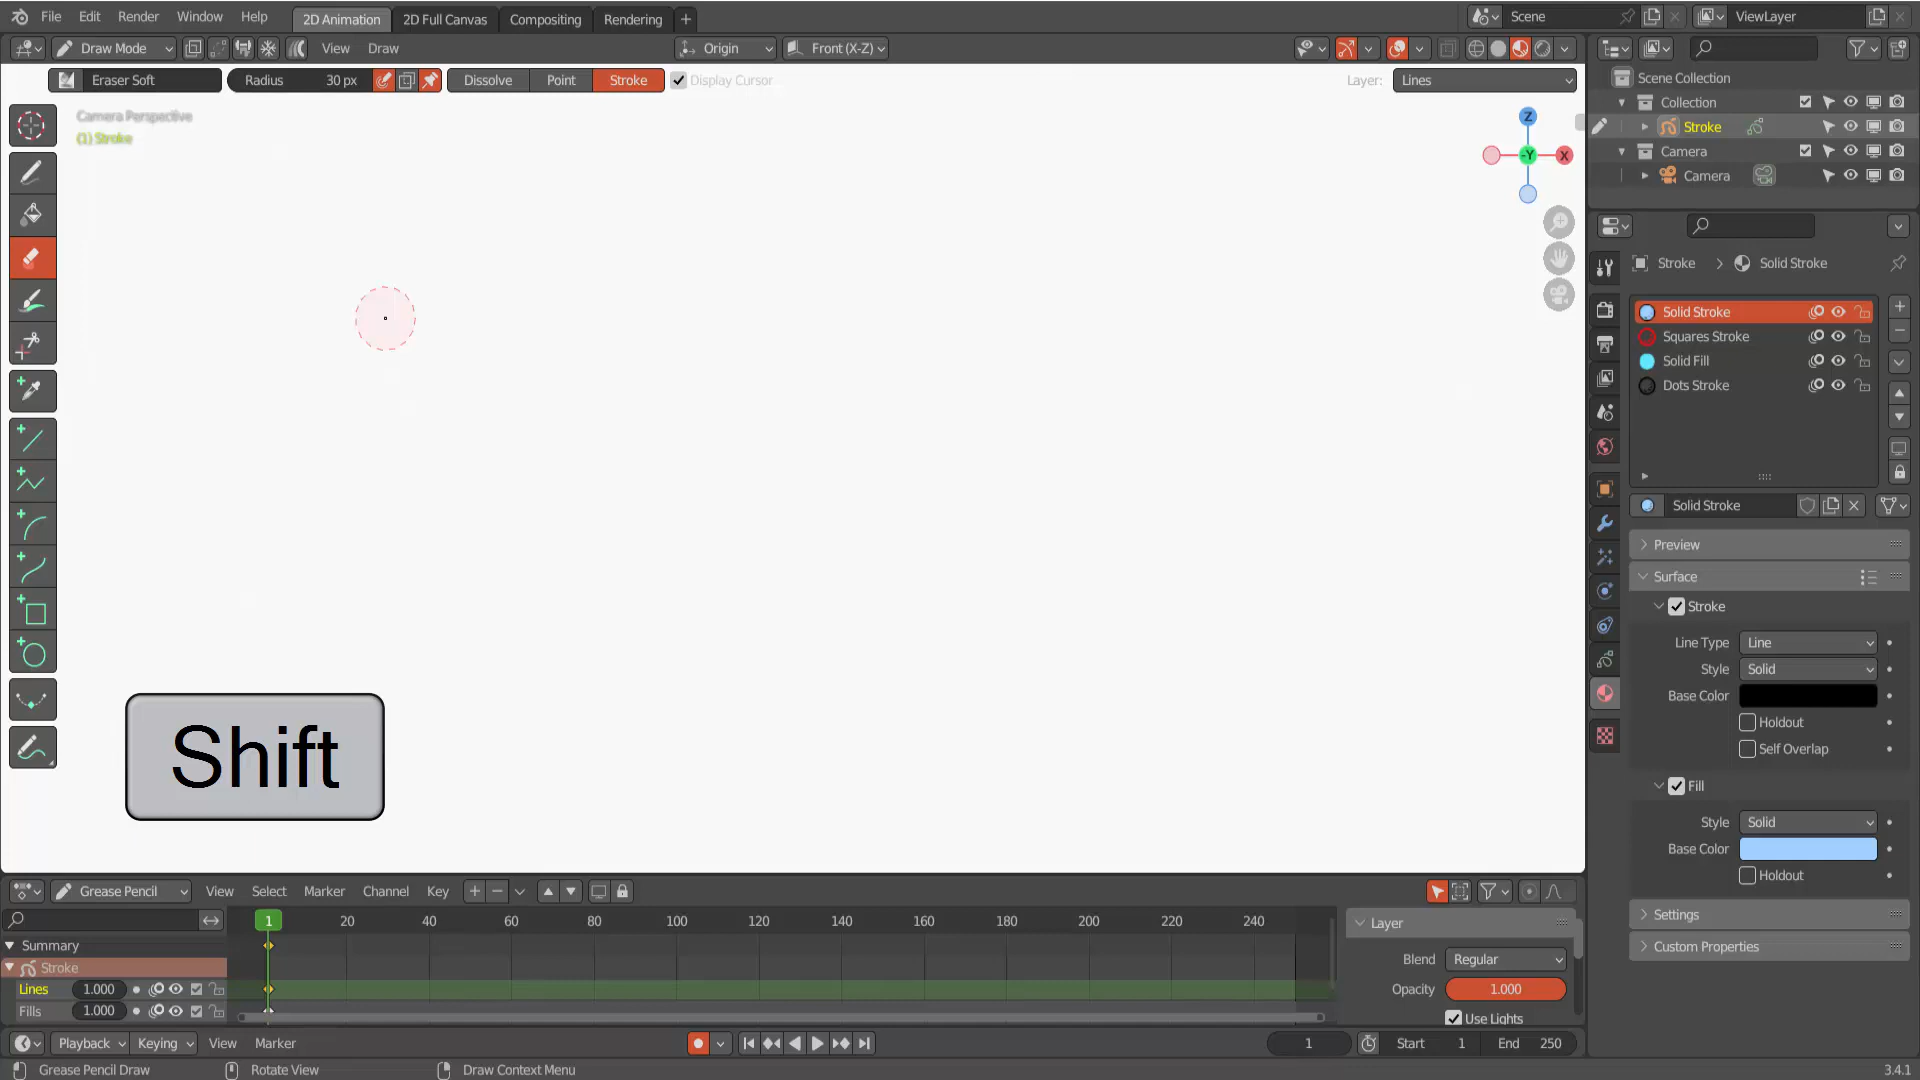 File Edit Render Window Help 2D Animation 2D Full Canvas Compositing Rendering + Scene ViewLayer
Draw Mode View Draw Origin Front (X-Z)
Eraser Soft Radius 30 px Dissolve Point Stroke Display Cursor Layer: Lines
Camera Perspective
(1) Stroke
Z
-Y
X
Shift
Scene Collection
Collection
Stroke
Camera
Camera
Stroke > Solid Stroke
Solid Stroke
Squares Stroke
Solid Fill
Dots Stroke
Solid Stroke
Preview
Surface
Stroke
Line Type Line
Style Solid
Base Color
Holdout
Self Overlap
Fill
Style Solid
Base Color
Holdout
Settings
Custom Properties
Grease Pencil View Select Marker Channel Key
1 20 40 60 80 100 120 140 160 180 200 220 240
Summary
Stroke
Lines 1.000
Fills 1.000
Layer
Blend Regular
Opacity 1.000
Use Lights
Playback Keying View Marker 1 Start 1 End 250
Grease Pencil Draw Rotate View Draw Context Menu 3.4.1